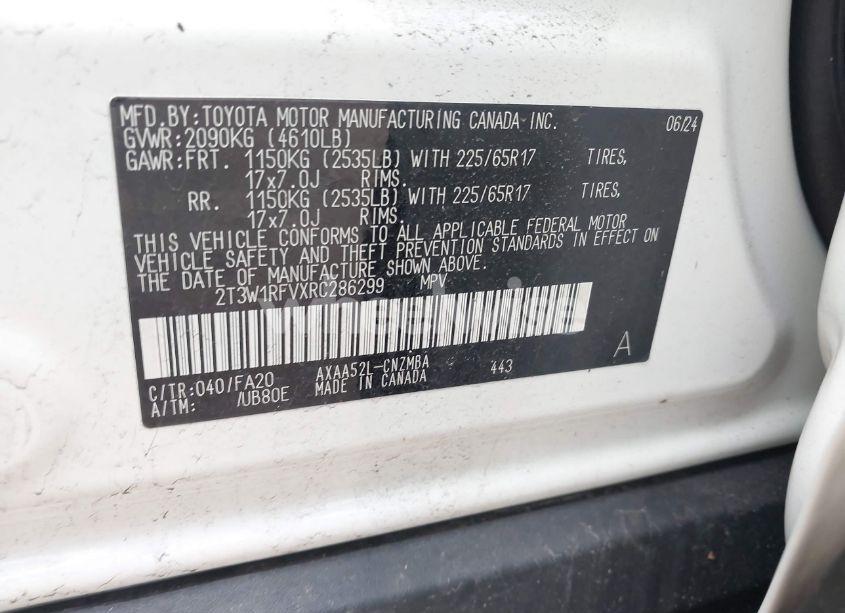 MFD.BY:TOYOTA MOTOR MANUFACTURING CANADA INC. 06/24
GVWR:2090KG (4610LB)
GAWR:FRT. 1150KG (2535LB) WITH 225/65R17 TIRES,
17x7.0J RIMS.
RR. 1150KG (2535LB) WITH 225/65R17 TIRES,
17x7.0J RIMS.
THIS VEHICLE CONFORMS TO ALL APPLICABLE FEDERAL MOTOR
VEHICLE SAFETY AND THEFT PREVENTION STANDARDS IN EFFECT ON
THE DATE OF MANUFACTURE SHOWN ABOVE.
2T3W1RFVXRC286299 MPV
A
C/TR:040/FA20 AXAA52L-CNZMBA 443
A/TM: /UB80E MADE IN CANADA